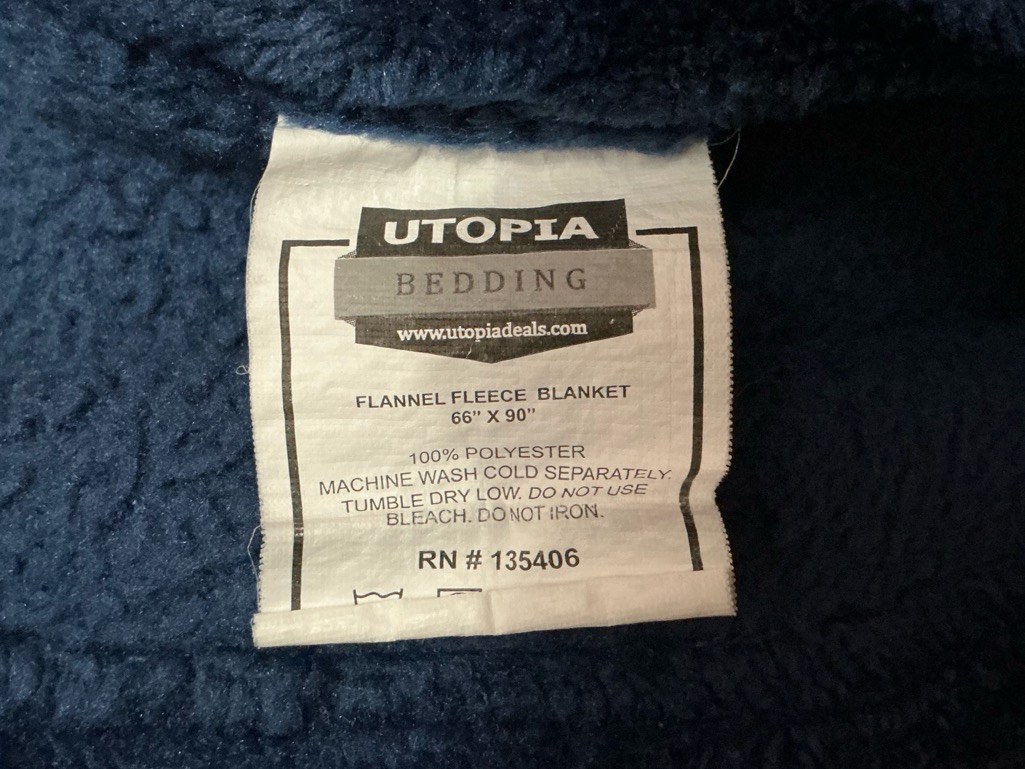 UTOPIA
BEDDING
www.utopiadeals.com
FLANNEL FLEECE BLANKET
66” X 90”
100% POLYESTER
MACHINE WASH COLD SEPARATELY.
TUMBLE DRY LOW. DO NOT USE
BLEACH. DO NOT IRON.
RN # 135406